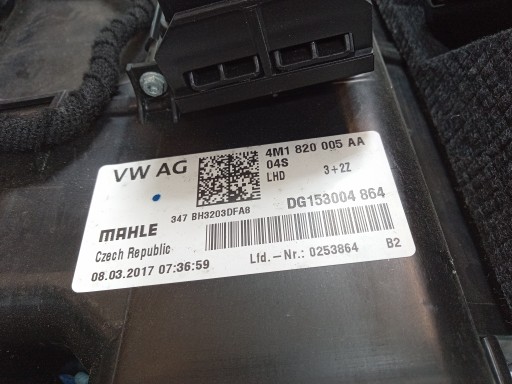 VW AG
4M1 820 005 AA
04S
LHD 3+2Z
347 BH3203DFA8
DG153004 864
MAHLE
Czech Republic
08.03.2017 07:36:59
Lfd.-Nr.: 0253864 B2